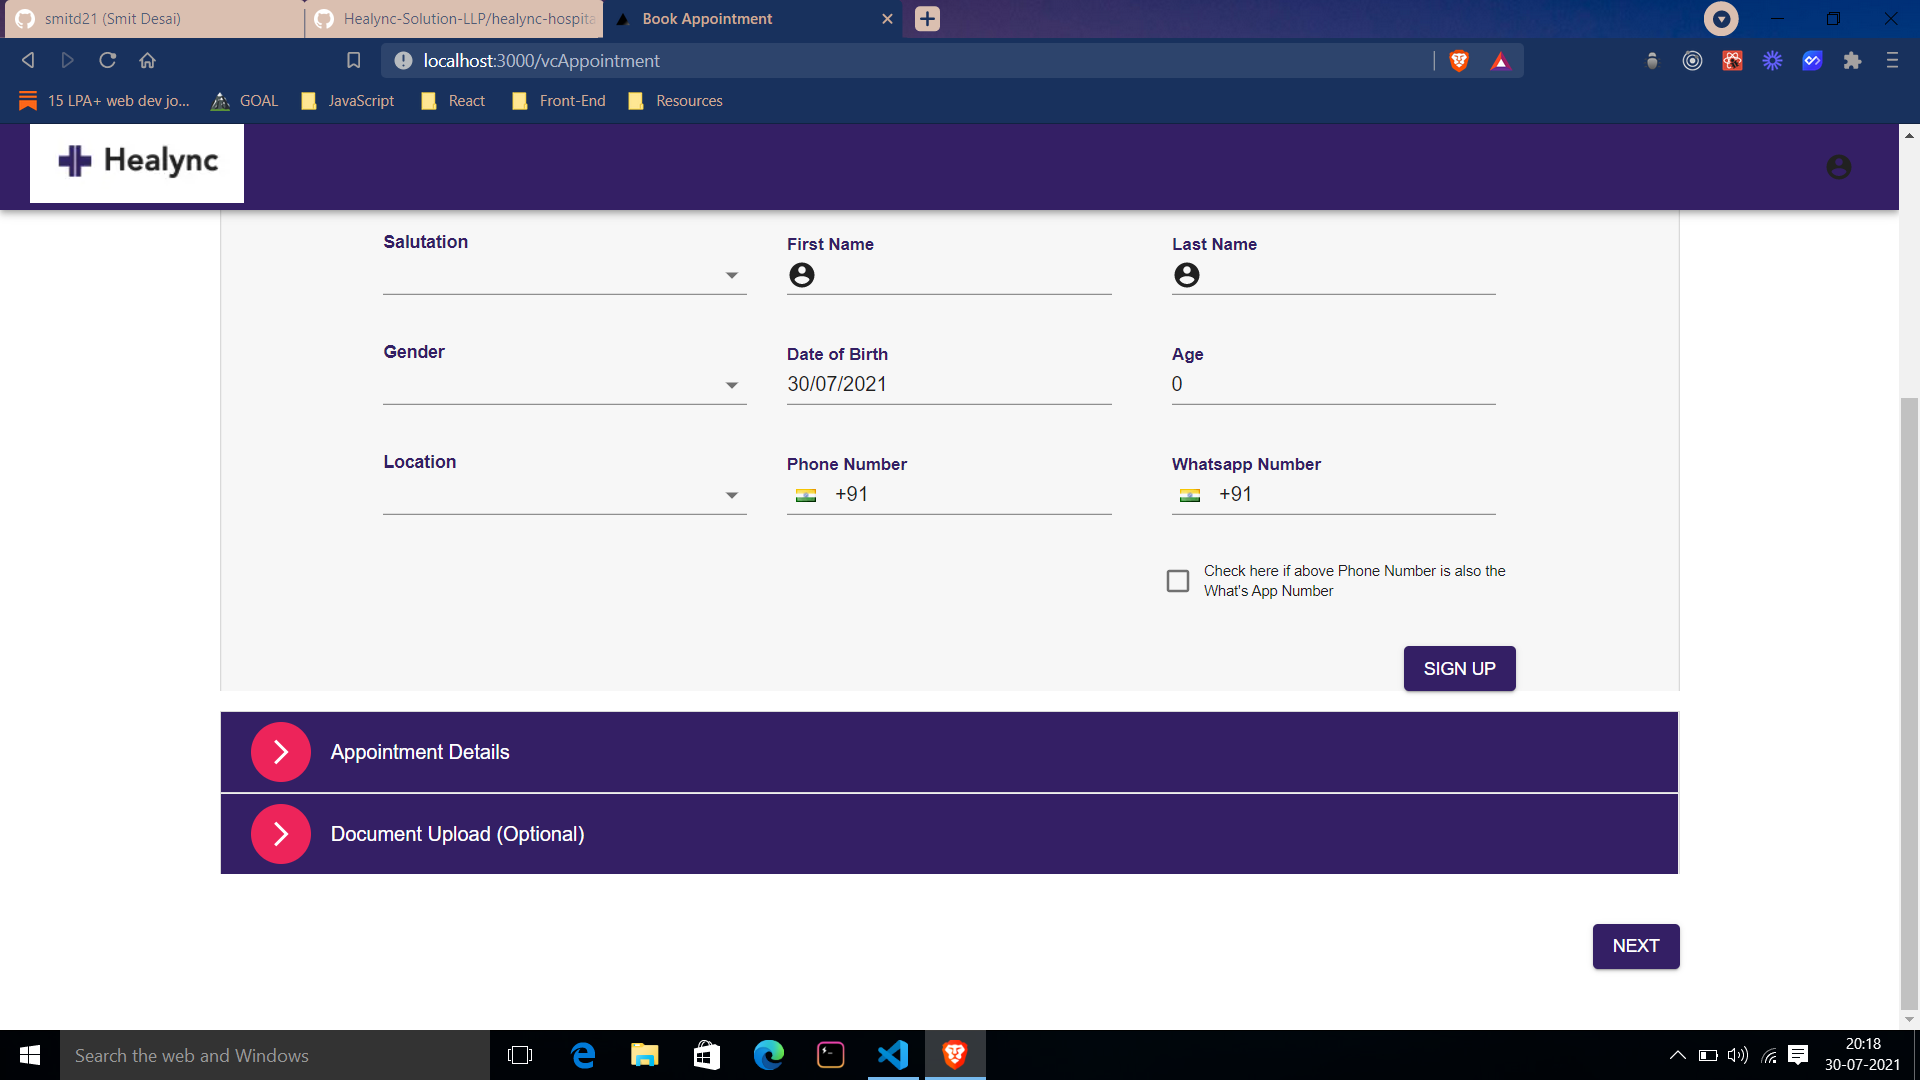 smitd21 (Smit Desai)
Healync-Solution-LLP/healync-hospita
Book Appointment
localhost:3000/vcAppointment
15 LPA+ web dev jo...
GOAL
JavaScript
React
Front-End
Resources
Healync
Salutation
First Name
Last Name
Gender
Date of Birth
Age
30/07/2021
0
Location
Phone Number
Whatsapp Number
+91
+91
Check here if above Phone Number is also the
What's App Number
SIGN UP
Appointment Details
Document Upload (Optional)
NEXT
Search the web and Windows
20:18
30-07-2021